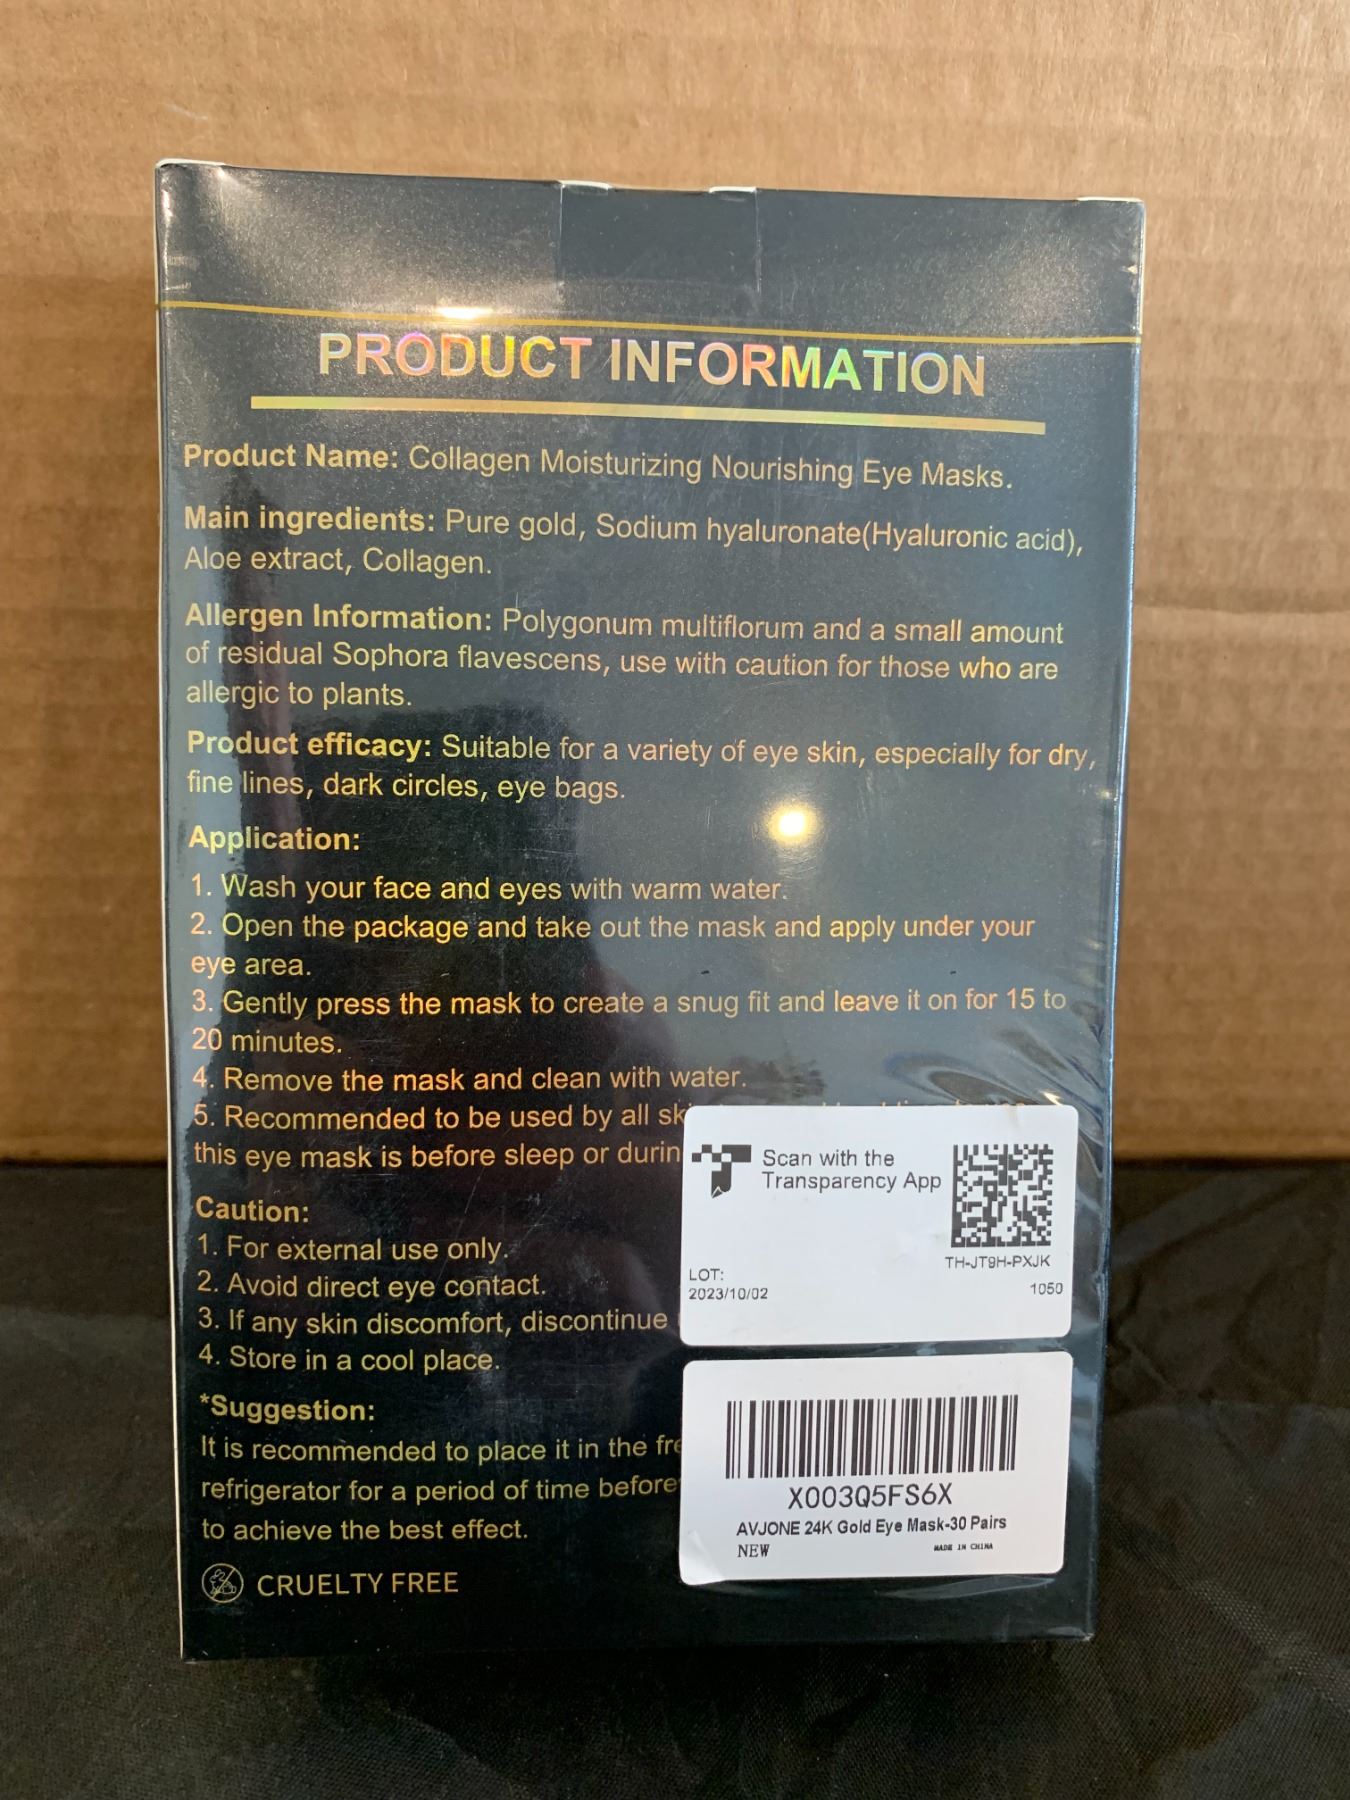 PRODUCT INFORMATION
Product Name: Collagen Moisturizing Nourishing Eye Masks.
Main ingredients: Pure gold, Sodium hyaluronate(Hyaluronic acid),
Aloe extract, Collagen.
Allergen Information: Polygonum multiflorum and a small amount
of residual Sophora flavescens, use with caution for those who are
allergic to plants.
Product efficacy: Suitable for a variety of eye skin, especially for dry,
fine lines, dark circles, eye bags.
Application:
1. Wash your face and eyes with warm water.
2. Open the package and take out the mask and apply under your
eye area.
3. Gently press the mask to create a snug fit and leave it on for 15 to
20 minutes.
4. Remove the mask and clean with water.
5. Recommended to be used by all
this eye mask is before sleep or
Caution:
1. For external use only.
2. Avoid direct eye contact.
3. If any skin discomfort, discontinue
4. Store in a cool place.
*Suggestion:
It is recommended to place it in the
refrigerator for a period of time before
to achieve the best effect.
CRUELTY FREE
Scan with the
Transparency App
TH-JT9H-PXJK
LOT:
2023/10/02
1050
X003Q5FS6X
AVJONE 24K Gold Eye Mask-30 Pairs
NEW
MADE IN CHINA